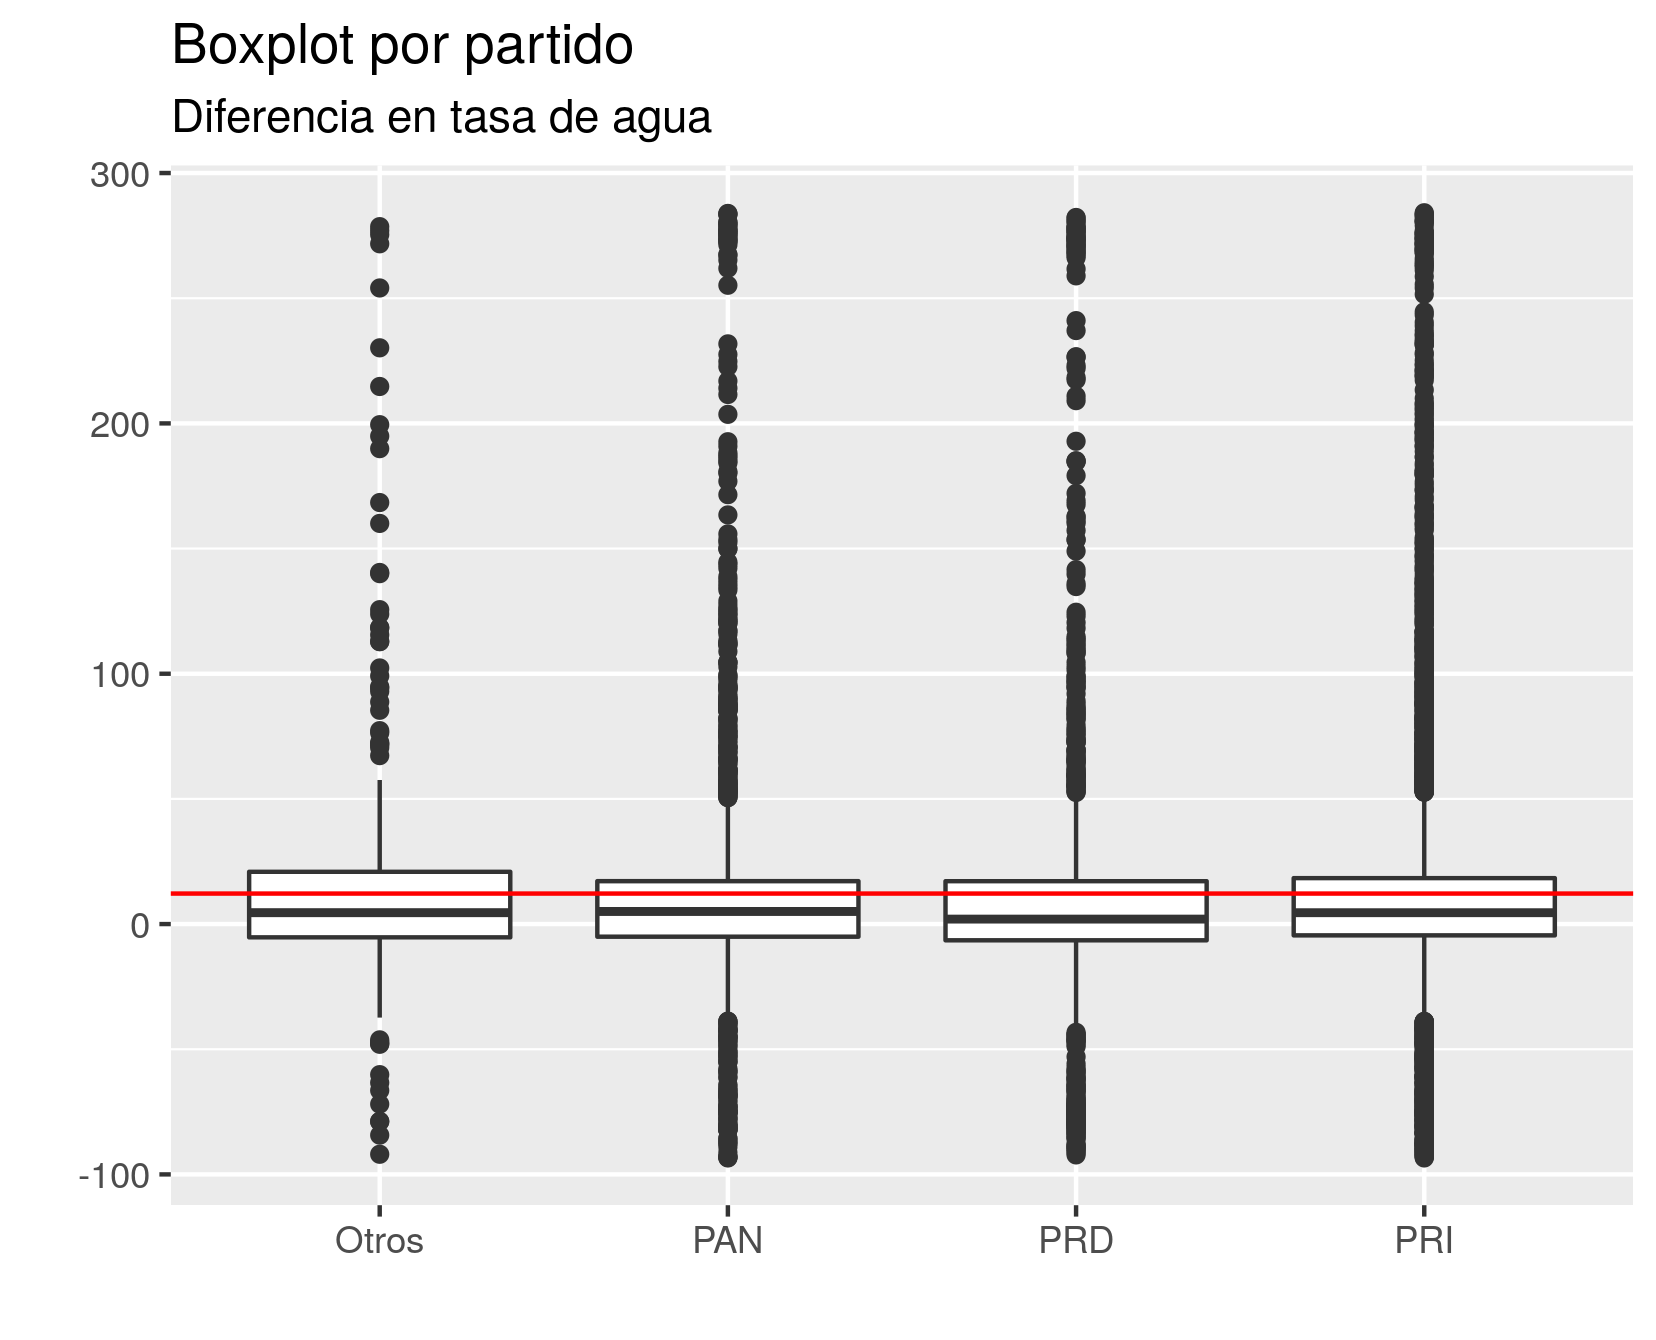 Boxplot por partido
Diferencia en tasa de agua
300
200
100
0
-100
Otros PAN PRD PRI